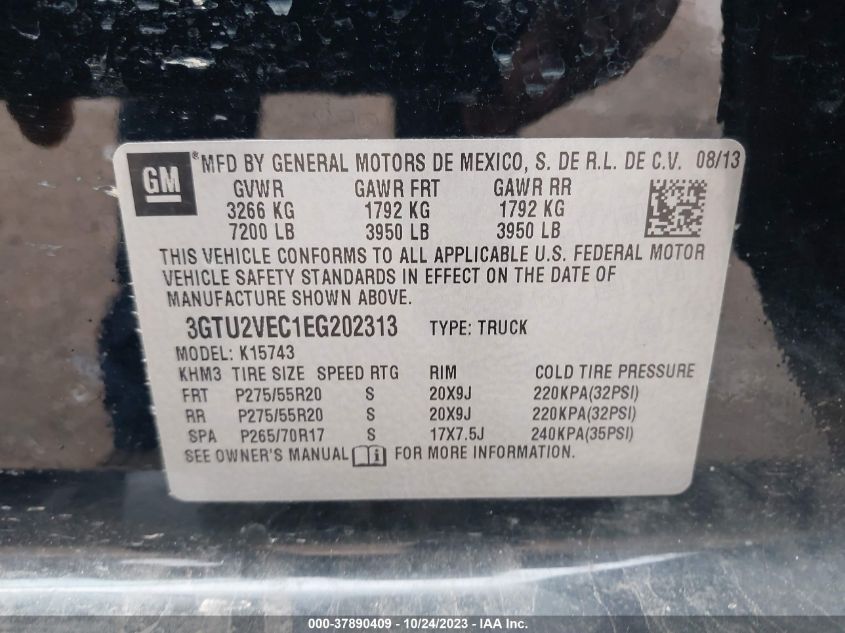 GM
*MFD BY GENERAL MOTORS DE MEXICO, S. DE R.L. DE C.V. 08/13
GVWR GAWR FRT GAWR RR
3266 KG 1792 KG 1792 KG
7200 LB 3950 LB 3950 LB
THIS VEHICLE CONFORMS TO ALL APPLICABLE U.S. FEDERAL MOTOR
VEHICLE SAFETY STANDARDS IN EFFECT ON THE DATE OF
MANUFACTURE SHOWN ABOVE.
3GTU2VEC1EG202313 TYPE: TRUCK
MODEL: K15743
KHM3 TIRE SIZE SPEED RTG RIM COLD TIRE PRESSURE
FRT P275/55R20 S 20X9J 220KPA(32PSI)
RR P275/55R20 S 20X9J 220KPA(32PSI)
SPA P265/70R17 S 17X7.5J 240KPA(35PSI)
SEE OWNER'S MANUAL i FOR MORE INFORMATION.
000-37890409 - 10/24/2023 - IAA Inc.